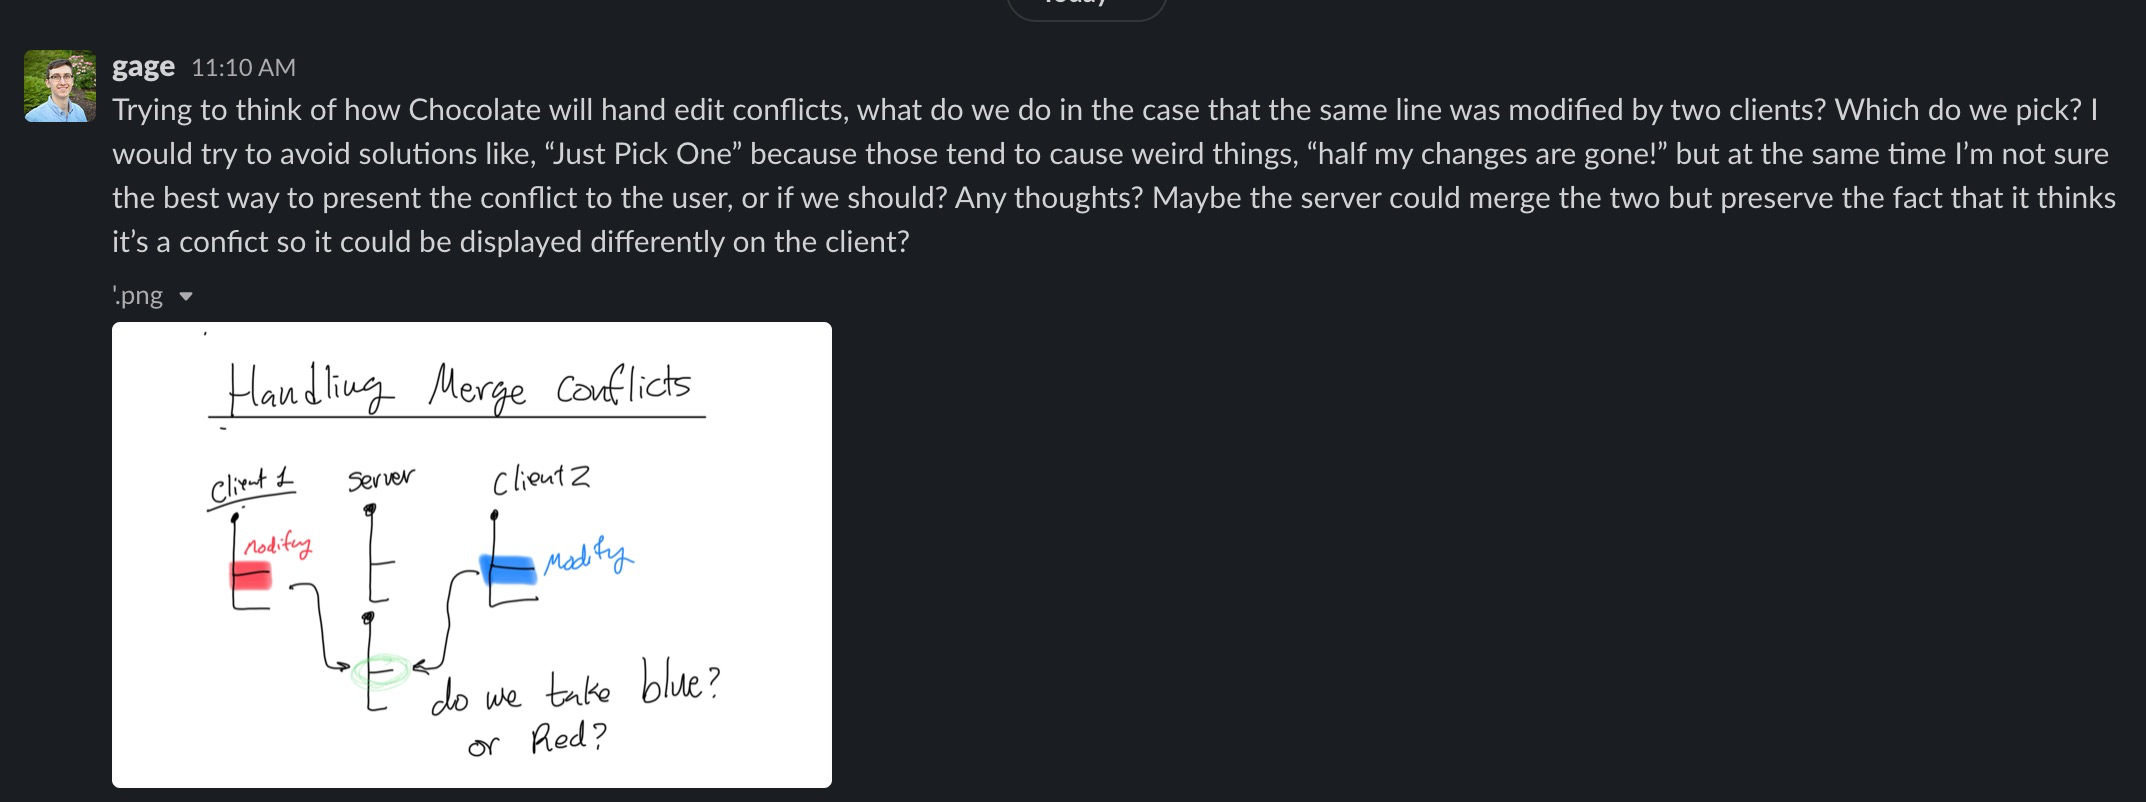 Today
gage 11:10 AM
Trying to think of how Chocolate will hand edit conflicts, what do we do in the case that the same line was modified by two clients? Which do we pick? I
would try to avoid solutions like, “Just Pick One” because those tend to cause weird things, “half my changes are gone!” but at the same time I’m not sure
the best way to present the conflict to the user, or if we should? Any thoughts? Maybe the server could merge the two but preserve the fact that it thinks
it’s a confict so it could be displayed differently on the client?
'.png
Handling Merge Conflicts
Client 1 Server Client 2
Modify
Modify
do we take blue?
or Red?